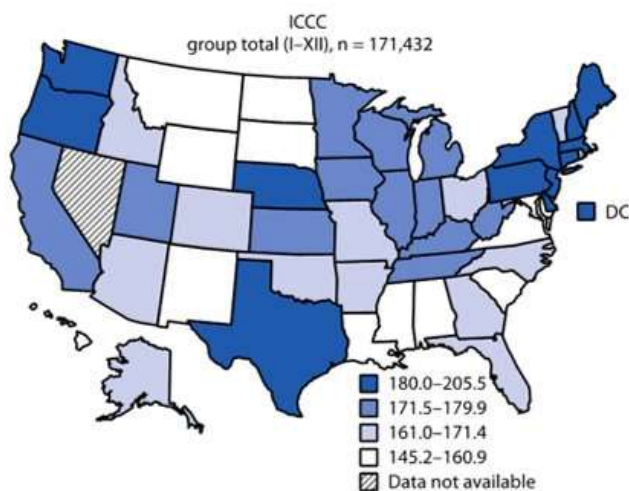 ICCC
group total (I–XII), n = 171,432
DC
180.0–205.5
171.5–179.9
161.0–171.4
145.2–160.9
Data not available